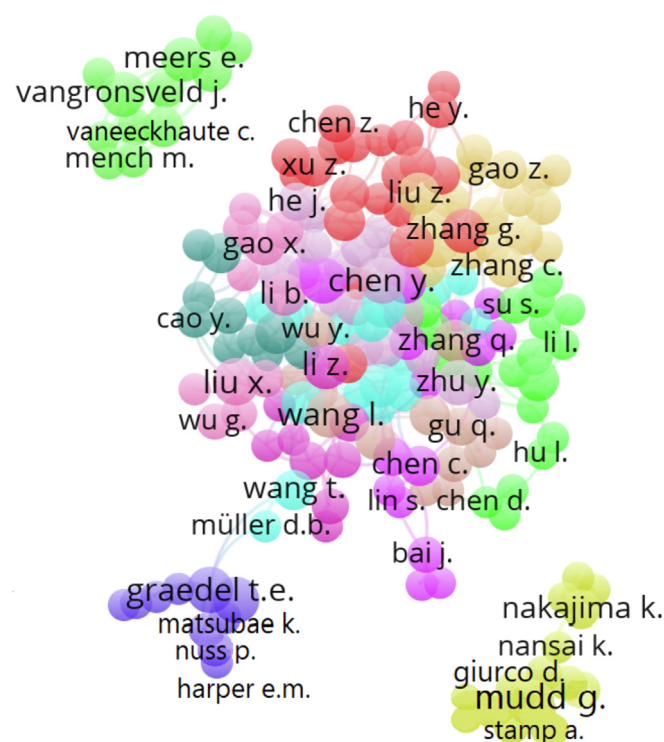 meers e.
vangronsveld j.
vaneeckhaute c.
mench m.
he y.
chen z.
xu z.
gao z.
liu z.
he j.
zhang g.
gao x.
zhang c.
chen y.
li b.
su s.
cao y.
wu y.
zhang q.
li l.
li z.
liu x.
zhu y.
wang l.
wu g.
gu q.
hu l.
chen c.
wang t.
lin s.
chen d.
müller d.b.
bai j.
graedel t.e.
matsubae k.
nuss p.
harper e.m.
nakajima k.
nansai k.
giurco d.
mudd g.
stamp a.